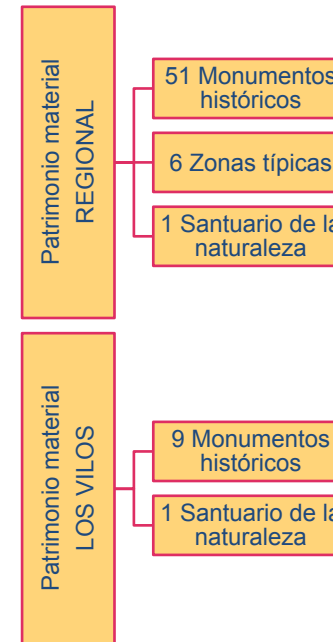 Patrimonio material
REGIONAL
51 Monumentos
históricos
6 Zonas típicas
1 Santuario de la
naturaleza
Patrimonio material
LOS VILOS
9 Monumentos
históricos
1 Santuario de la
naturaleza